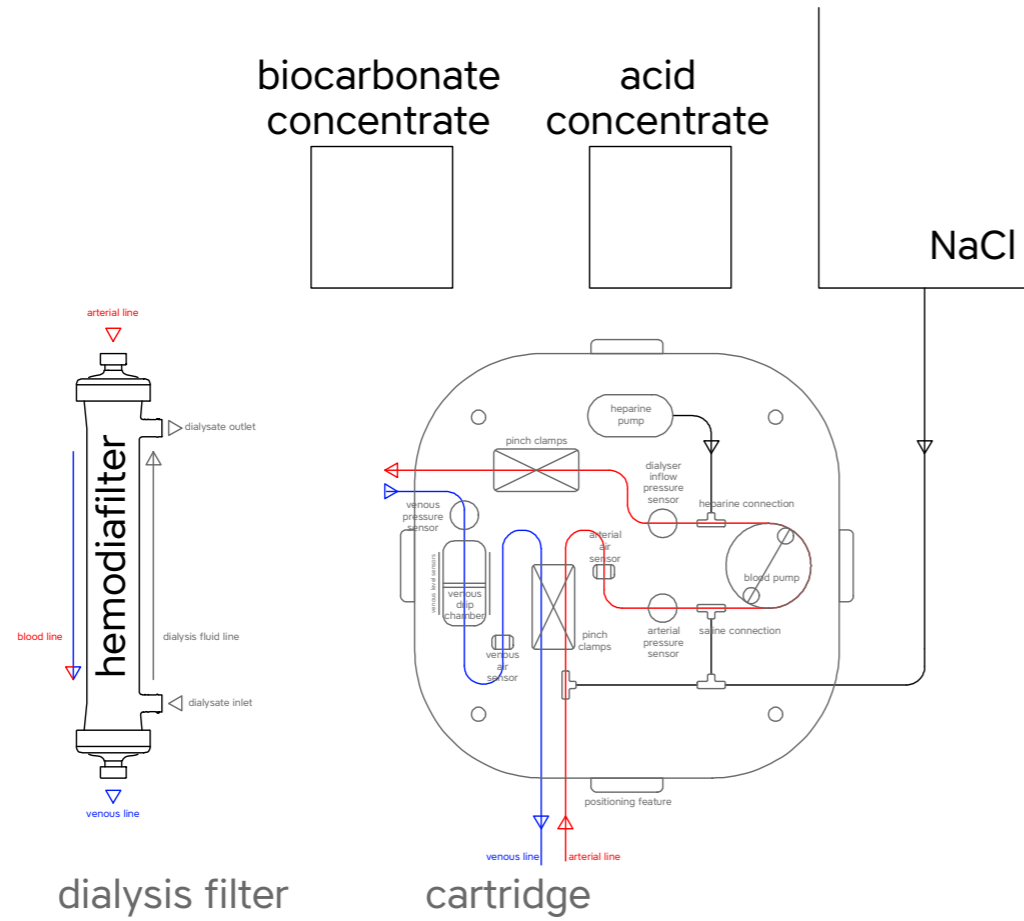 biocarbonate
concentrate
acid
concentrate
NaCl
arterial line
hemodiafilter
dialysate outlet
blood line
dialysis fluid line
dialysate inlet
venous line
dialysis filter
heparine
pump
pinch clamps
dialyser
inflow
pressure
sensor
heparine connection
venous
pressure
sensor
arterial
air
sensor
blood pump
venous level sensors
venous
drip
chamber
venous
air
sensor
pinch
clamps
arterial
pressure
sensor
saline connection
positioning feature
venous line
arterial line
cartridge